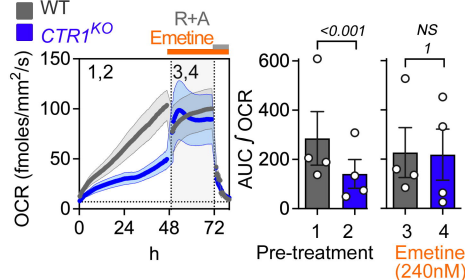 WT
CTR1KO
R+A
Emetine
OCR (fmoles/mm²/s)
150
100
50
0
1,2
3,4
0 24 48 72
h
AUC ∫ OCR
600
400
200
0
<0.001
NS
1
1 2 3 4
Pre-treatment
Emetine
(240nM)